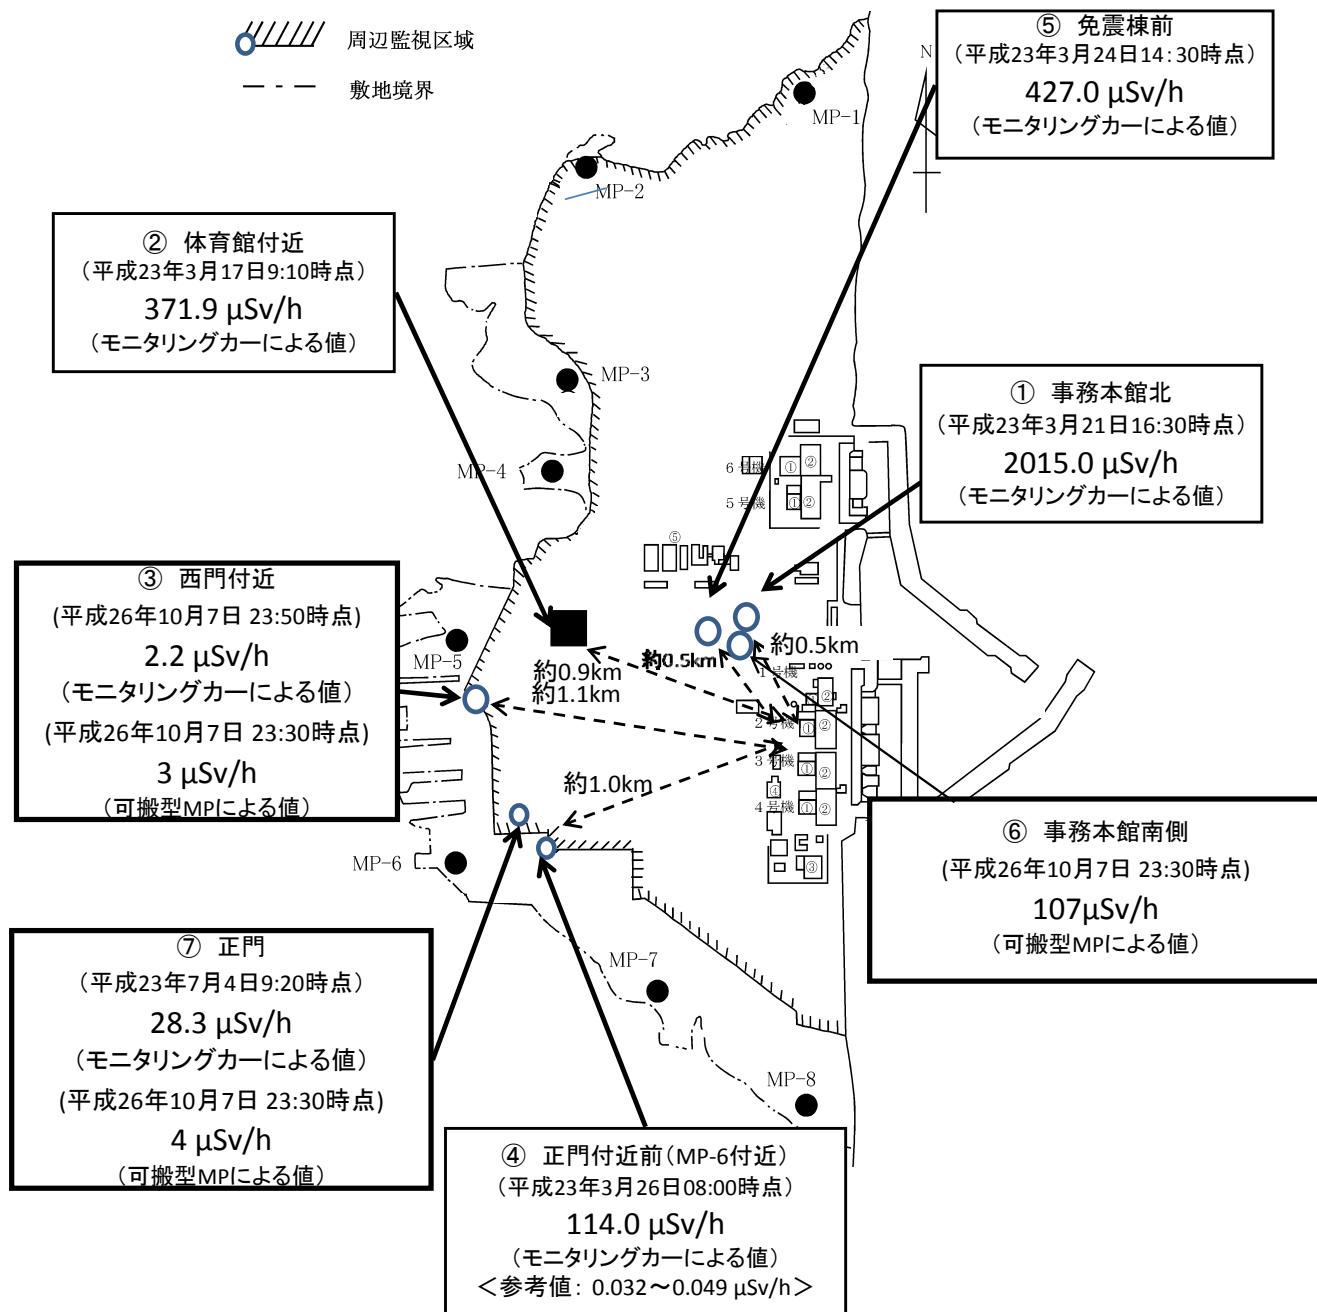 周辺監視区域
敷地境界
⑤ 免震棟前
（平成23年3月24日14:30時点）
427.0 μSv/h
（モニタリングカーによる値）
N
MP-1
MP-2
② 体育館付近
（平成23年3月17日9:10時点）
371.9 μSv/h
（モニタリングカーによる値）
MP-3
① 事務本館北
（平成23年3月21日16:30時点）
2015.0 μSv/h
（モニタリングカーによる値）
MP-4
6号機
①
②
5号機
①
②
⑤
③ 西門付近
(平成26年10月7日 23:50時点)
2.2 μSv/h
（モニタリングカーによる値）
(平成26年10月7日 23:30時点)
3 μSv/h
（可搬型MPによる値）
MP-5
約0.9km
約1.1km
約0.5km
約0.5km
1号機
②
2号機
①
②
3号機
①
②
約1.0km
④
4号機
①
②
③
MP-6
⑥ 事務本館南側
(平成26年10月7日 23:30時点)
107μSv/h
（可搬型MPによる値）
⑦ 正門
（平成23年7月4日9:20時点）
28.3 μSv/h
（モニタリングカーによる値）
(平成26年10月7日 23:30時点)
4 μSv/h
（可搬型MPによる値）
MP-7
MP-8
④ 正門付近前（MP-6付近）
（平成23年3月26日08:00時点）
114.0 μSv/h
（モニタリングカーによる値）
＜参考値：0.032～0.049 μSv/h＞